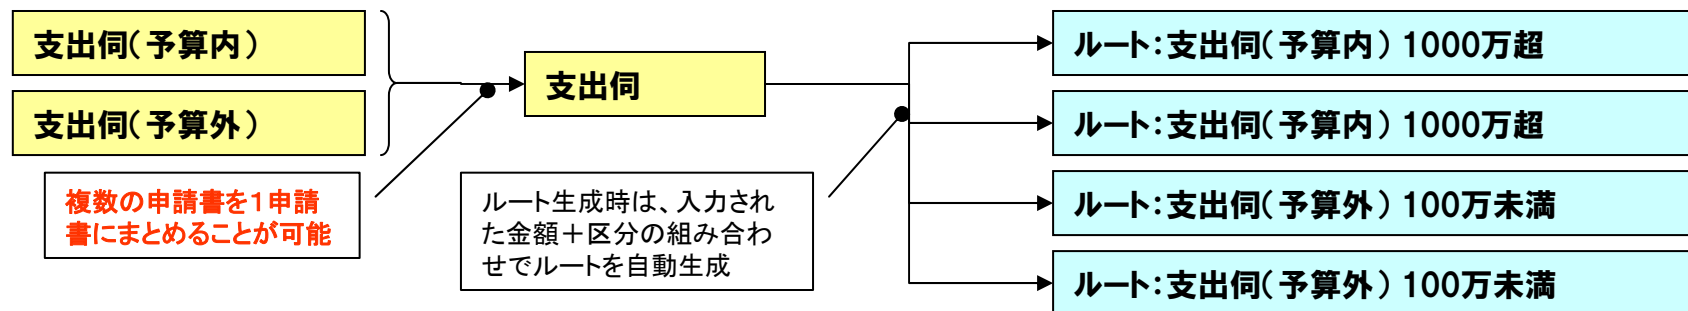 支出伺(予算内)
支出伺(予算外)
複数の申請書を1申請
書にまとめることが可能
支出伺
ルート生成時は、入力され
た金額+区分の組み合わ
せでルートを自動生成
ルート:支出伺(予算内) 1000万超
ルート:支出伺(予算内) 1000万超
ルート:支出伺(予算外) 100万未満
ルート:支出伺(予算外) 100万未満